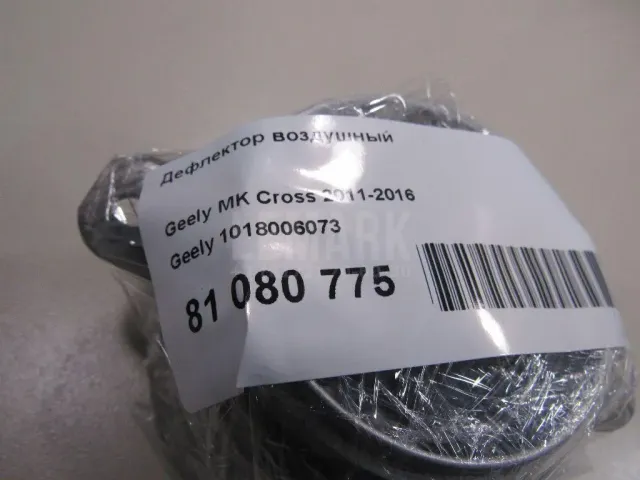 Дефлектор воздушный
Geely MK Cross 2011-2016
Geely 1018006073
81 080 775